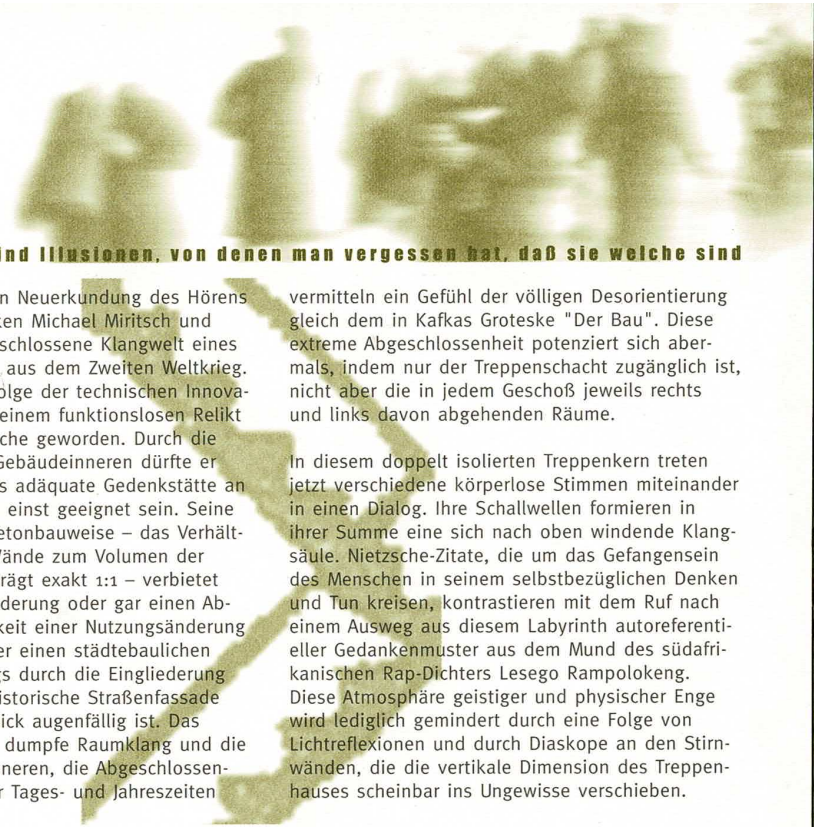 ind Illusionen, von denen man vergessen hat, daß sie welche sind
n Neuerkundung des Hörens
ken Michael Miritsch und
schlossene Klangwelt eines
aus dem Zweiten Weltkrieg.
olge der technischen Innova-
einem funktionslosen Relikt
che geworden. Durch die
Gebäudeinneren dürfte er
s adäquate Gedenkstätte an
einst geeignet sein. Seine
etonbauweise – das Verhält-
Wände zum Volumen der
rägt exakt 1:1 – verbietet
derung oder gar einen Ab-
keit einer Nutzungsänderung
er einen städtebaulichen
gs durch die Eingliederung
istorische Straßenfassade
ick augenfällig ist. Das
dumpfe Raumklang und die
neren, die Abgeschlossen-
r Tages- und Jahreszeiten
vermitteln ein Gefühl der völligen Desorientierung
gleich dem in Kafkas Groteske "Der Bau". Diese
extreme Abgeschlossenheit potenziert sich aber-
mals, indem nur der Treppenschacht zugänglich ist,
nicht aber die in jedem Geschoß jeweils rechts
und links davon abgehenden Räume.
In diesem doppelt isolierten Treppenkern treten
jetzt verschiedene körperlose Stimmen miteinander
in einen Dialog. Ihre Schallwellen formieren in
ihrer Summe eine sich nach oben windende Klang-
säule. Nietzsche-Zitate, die um das Gefangensein
des Menschen in seinem selbstbezüglichen Denken
und Tun kreisen, kontrastieren mit dem Ruf nach
einem Ausweg aus diesem Labyrinth autoreferenti-
eller Gedankenmuster aus dem Mund des südafri-
kanischen Rap-Dichters Lesego Rampolokeng.
Diese Atmosphäre geistiger und physischer Enge
wird lediglich gemindert durch eine Folge von
Lichtreflexionen und durch Diaskope an den Stirn-
wänden, die die vertikale Dimension des Treppen-
hauses scheinbar ins Ungewisse verschieben.